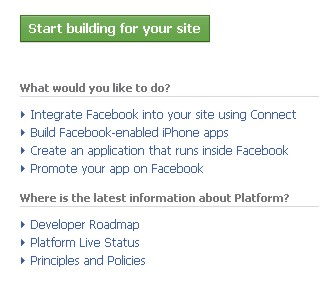 Start building for your site
What would you like to do?
Integrate Facebook into your site using Connect
Build Facebook-enabled iPhone apps
Create an application that runs inside Facebook
Promote your app on Facebook
Where is the latest information about Platform?
Developer Roadmap
Platform Live Status
Principles and Policies